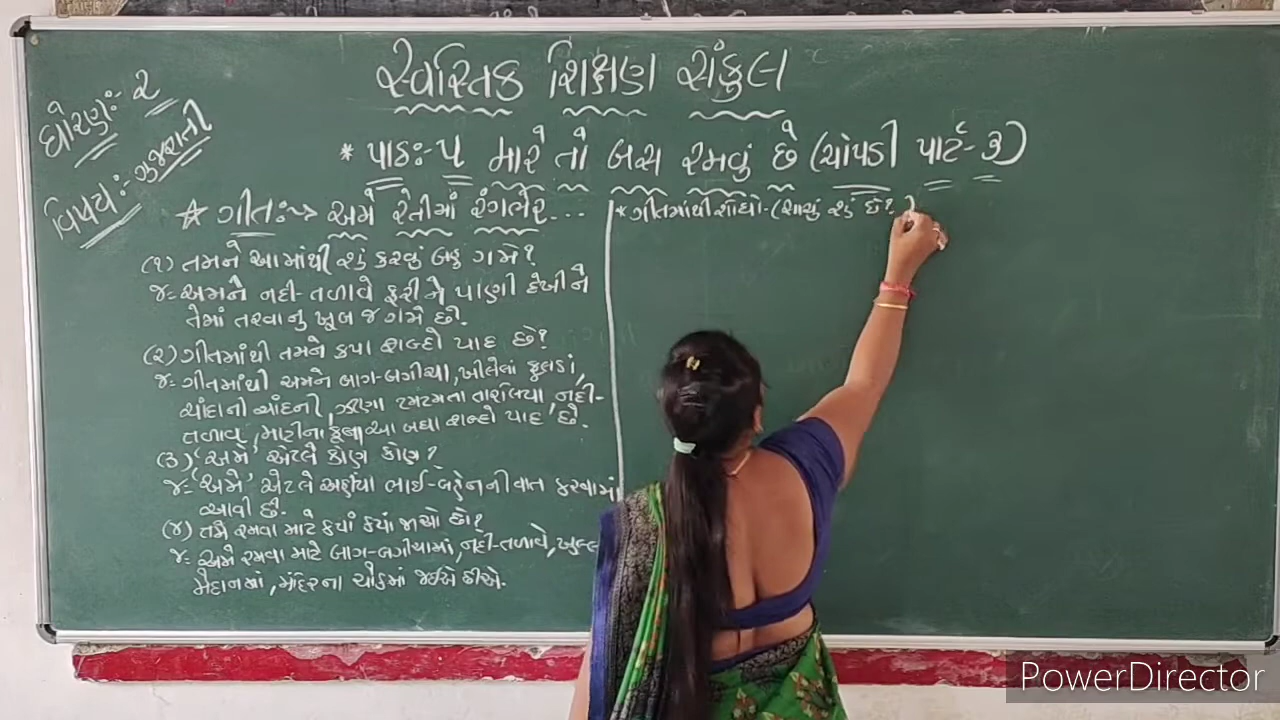 સ્વસ્તિક શિક્ષણ સંકુલ
ધોરણઃ- ૨
વિષયઃ- ગુજરાતી
* પાઠઃ- ૫ મારે તો બસ રમવું છે (ચોપડી પાર્ટ- ૩)
☆ ગીતઃ-> અમે રેતીમાં રંગભેર...
(૧) તમને આમાંથી શું કરવું બહુ ગમે?
જઃ અમને નદી-તળાવે ફરીને પાણી દેખીને
તેમાં તરવાનું ખૂબ જ ગમે છે.
(૨) ગીતમાંથી તમને કયા શબ્દો યાદ છે?
જઃ ગીતમાંથી અમને બાગ-બગીચા, ખીલેલાં ફૂલડાં,
ચાંદાની ચાંદની, ઝીણા ટમટમતા તારલિયા, નદી-
તળાવ, માટીના કૂબા આ બધા શબ્દો યાદ છે.
(૩) 'અમે' એટલે કોણ કોણ?
જઃ 'અમે' એટલે અહીંયા ભાઈ-બહેનની વાત કરવામાં
આવી છે.
(૪) તમે રમવા માટે ક્યાં ક્યાં જાઓ છો?
જઃ અમે રમવા માટે બાગ-બગીચામાં, નદી-તળાવે, ખુલ્લ
મેદાનમાં, મંદિરના ચોકમાં જઈએ છીએ.
* ગીતમાંથી શોધો- (સાચું શું છે? )
PowerDirector